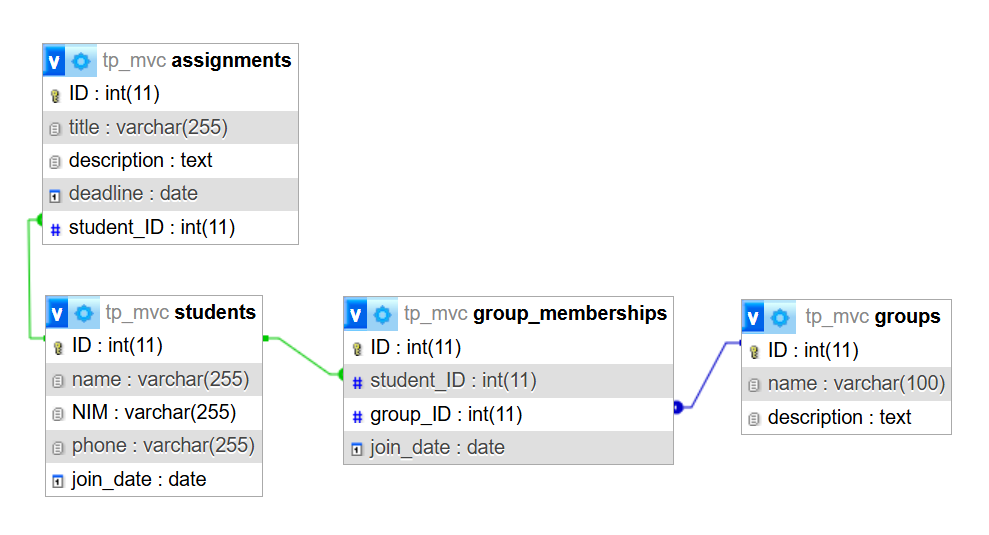 v tp_mvc assignments
ID : int(11)
title : varchar(255)
description : text
deadline : date
# student_ID : int(11)
v tp_mvc students
ID : int(11)
name : varchar(255)
NIM : varchar(255)
phone : varchar(255)
join_date : date
v tp_mvc group_memberships
ID : int(11)
# student_ID : int(11)
# group_ID : int(11)
join_date : date
v tp_mvc groups
ID : int(11)
name : varchar(100)
description : text